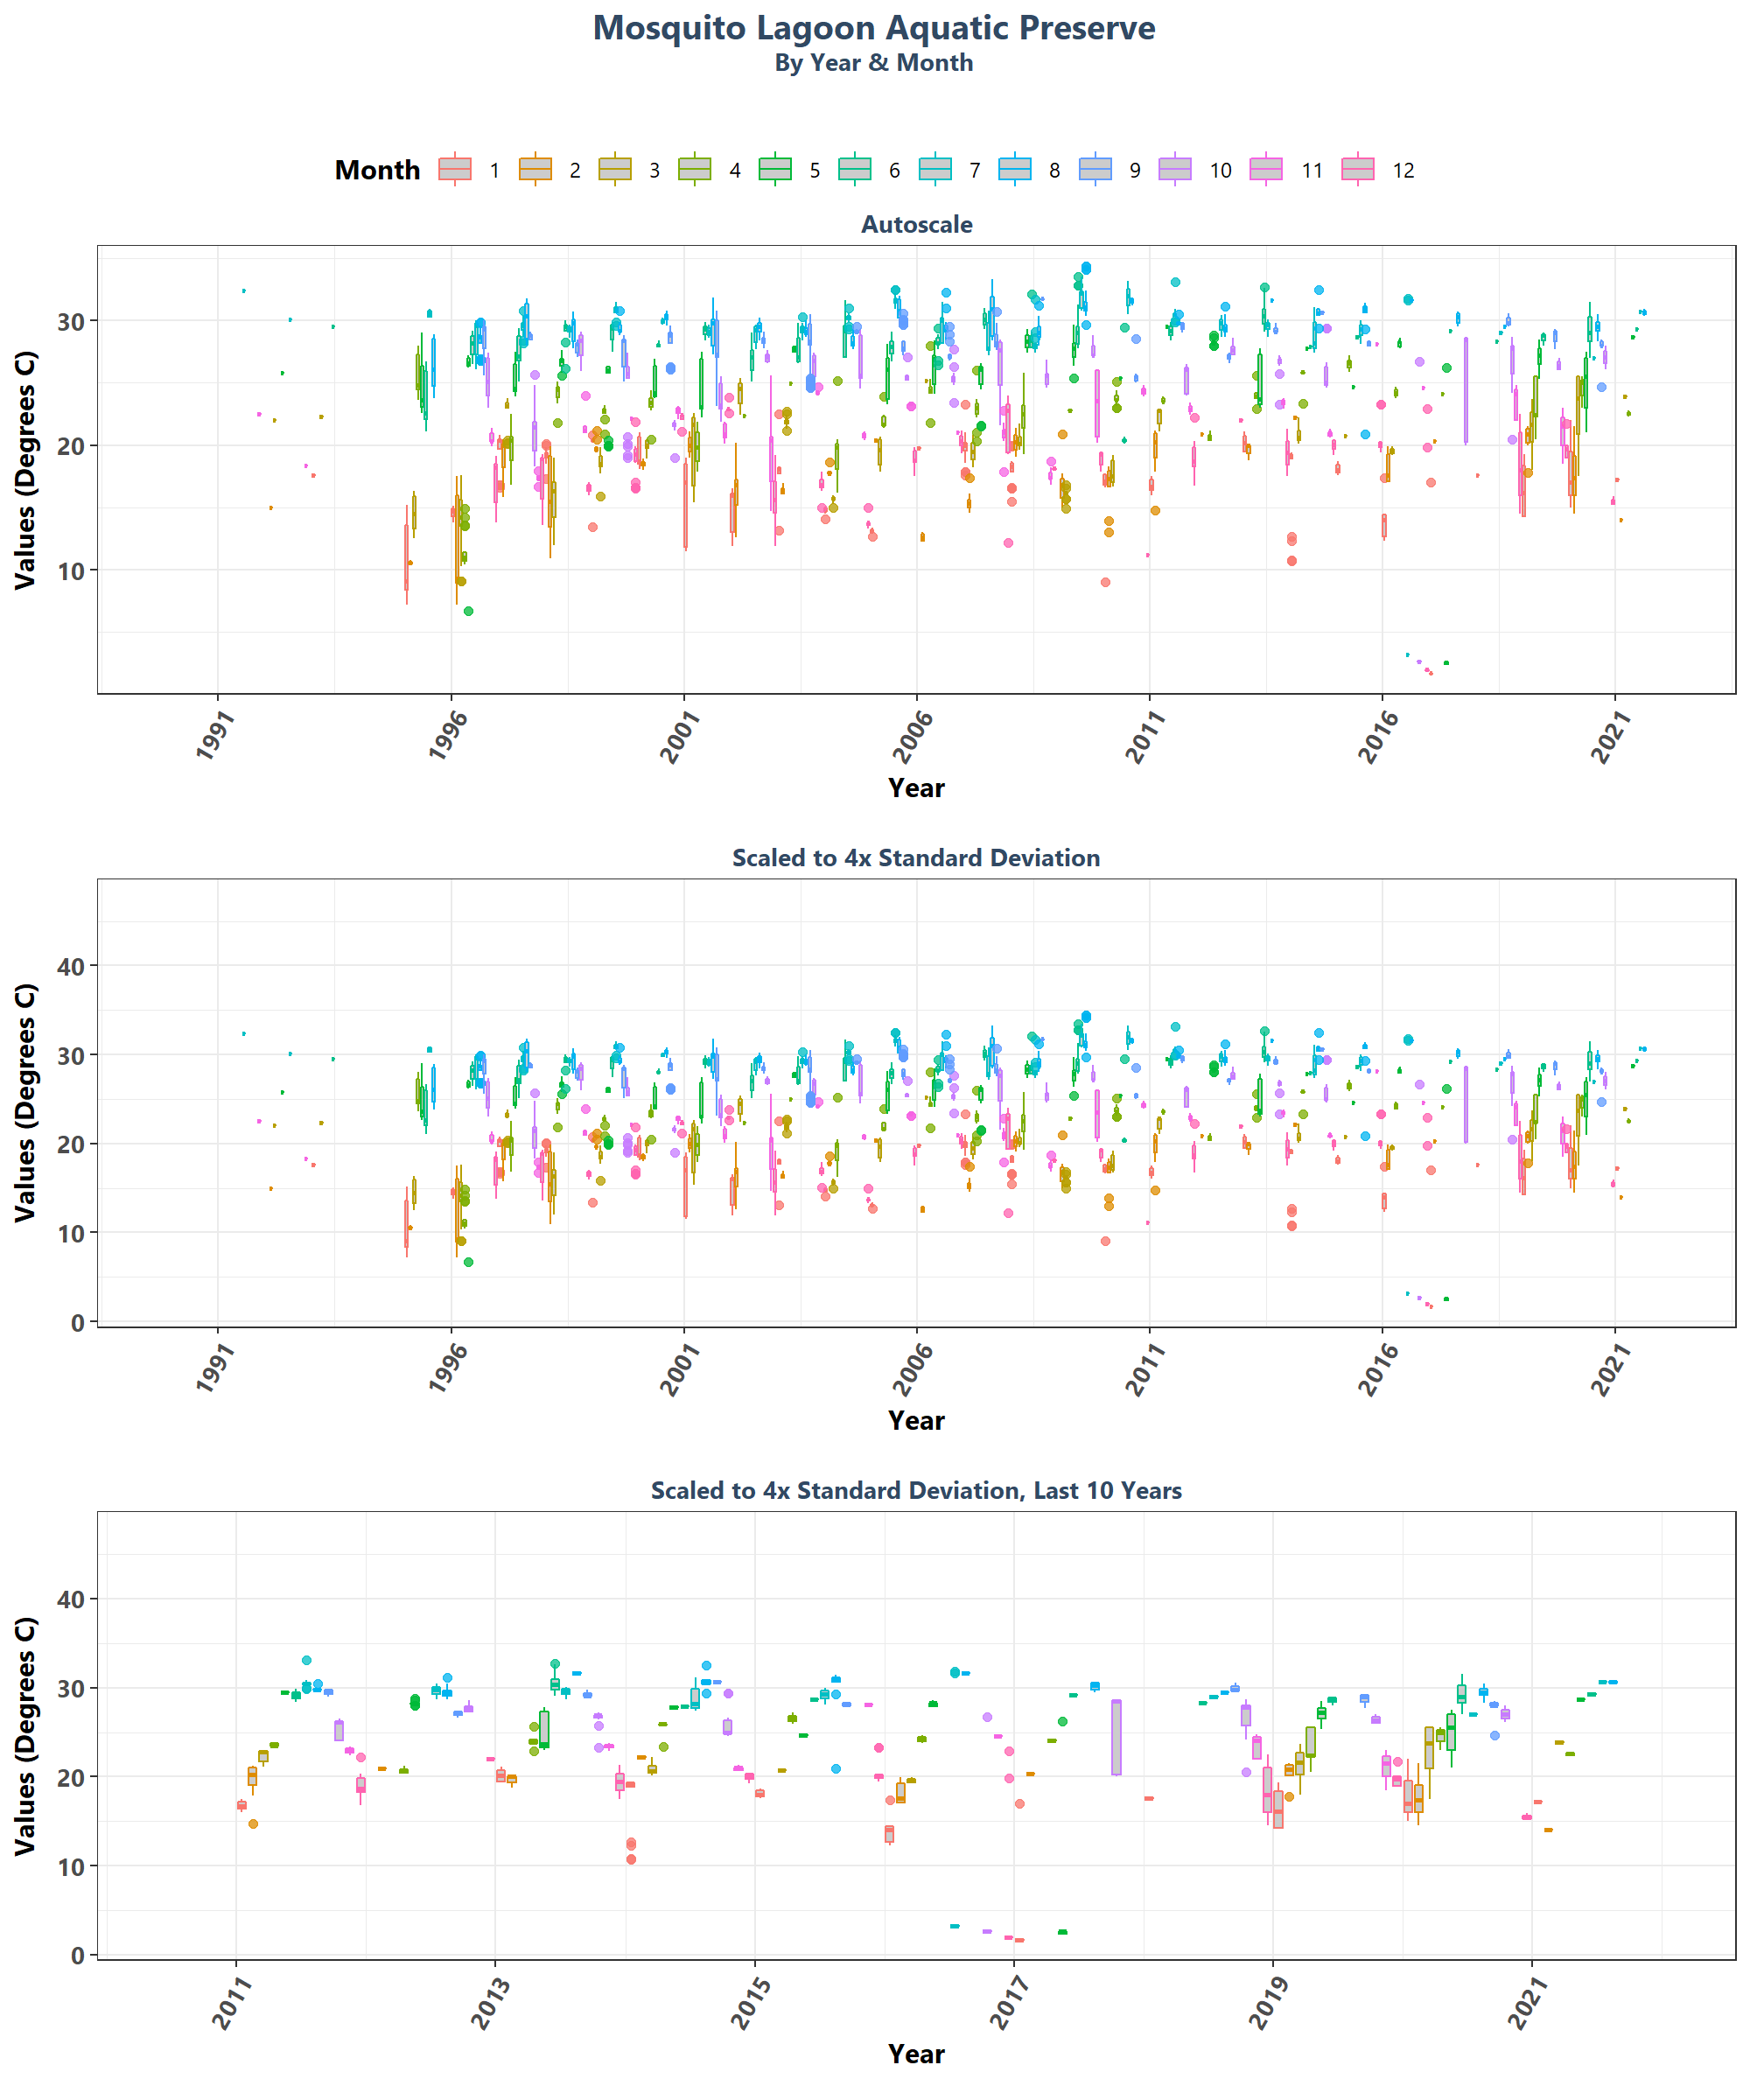 Mosquito Lagoon Aquatic Preserve
By Year & Month
Month 1 2 3 4 5 6 7 8 9 10 11 12
Autoscale
Values (Degrees C)
30
20
10
1991 1996 2001 2006 2011 2016 2021
Year
Scaled to 4x Standard Deviation
Values (Degrees C)
40
30
20
10
0
1991 1996 2001 2006 2011 2016 2021
Year
Scaled to 4x Standard Deviation, Last 10 Years
Values (Degrees C)
40
30
20
10
0
2011 2013 2015 2017 2019 2021
Year